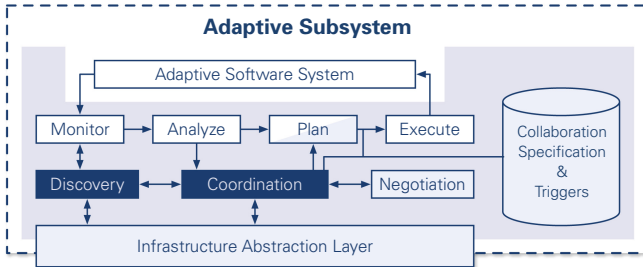 Adaptive Subsystem
Adaptive Software System
Monitor
Analyze
Plan
Execute
Collaboration
Specification
&
Triggers
Discovery
Coordination
Negotiation
Infrastructure Abstraction Layer